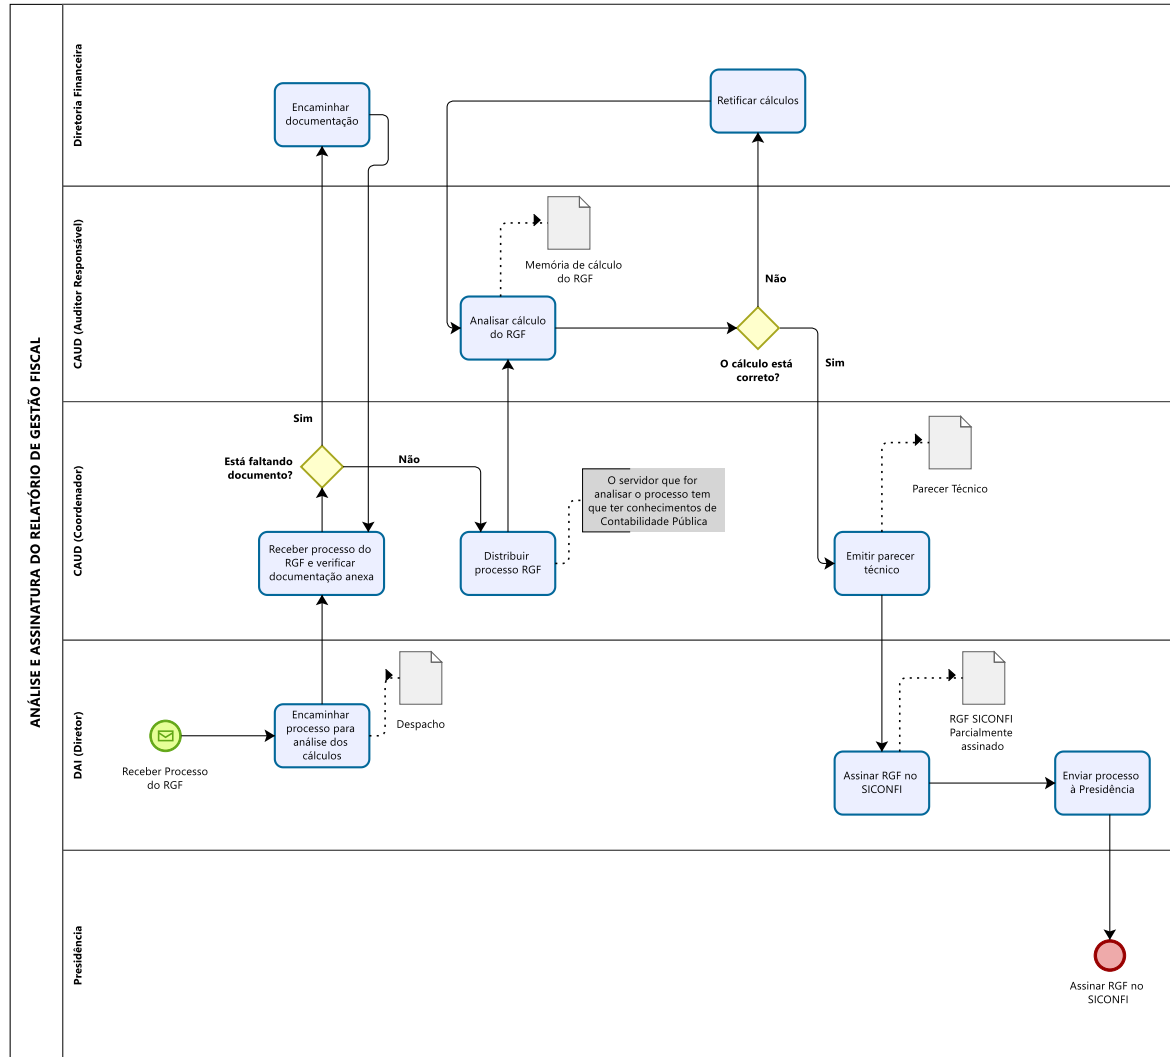 ANÁLISE E ASSINATURA DO RELATÓRIO DE GESTÃO FISCAL
Diretoria Financeira
Encaminhar
documentação
Retificar cálculos
CAUD (Auditor Responsável)
Memória de cálculo
do RGF
Analisar cálculo
do RGF
Não
O cálculo está
correto?
Sim
CAUD (Coordenador)
Sim
Está faltando
documento?
Não
O servidor que for
analisar o processo tem
que ter conhecimentos de
Contabilidade Pública
Parecer Técnico
Receber processo do
RGF e verificar
documentação anexa
Distribuir
processo RGF
Emitir parecer
técnico
DAI (Diretor)
Receber Processo
do RGF
Encaminhar
processo para
análise dos
cálculos
Despacho
RGF SICONFI
Parcialmente
assinado
Assinar RGF no
SICONFI
Enviar processo
à Presidência
Presidência
Assinar RGF no
SICONFI